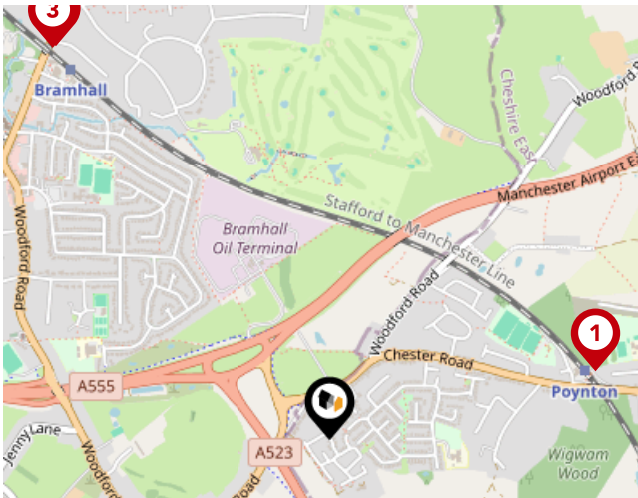 3
Bramhall
Cheshire East
Woodford R
Manchester Airport Ea
Stafford to Manchester Line
Bramhall
Oil Terminal
Woodford Road
Woodford Road
1
Chester Road
Poynton
A555
A523
Jenny Lane
Woodford
Road
Wigwam
Wood